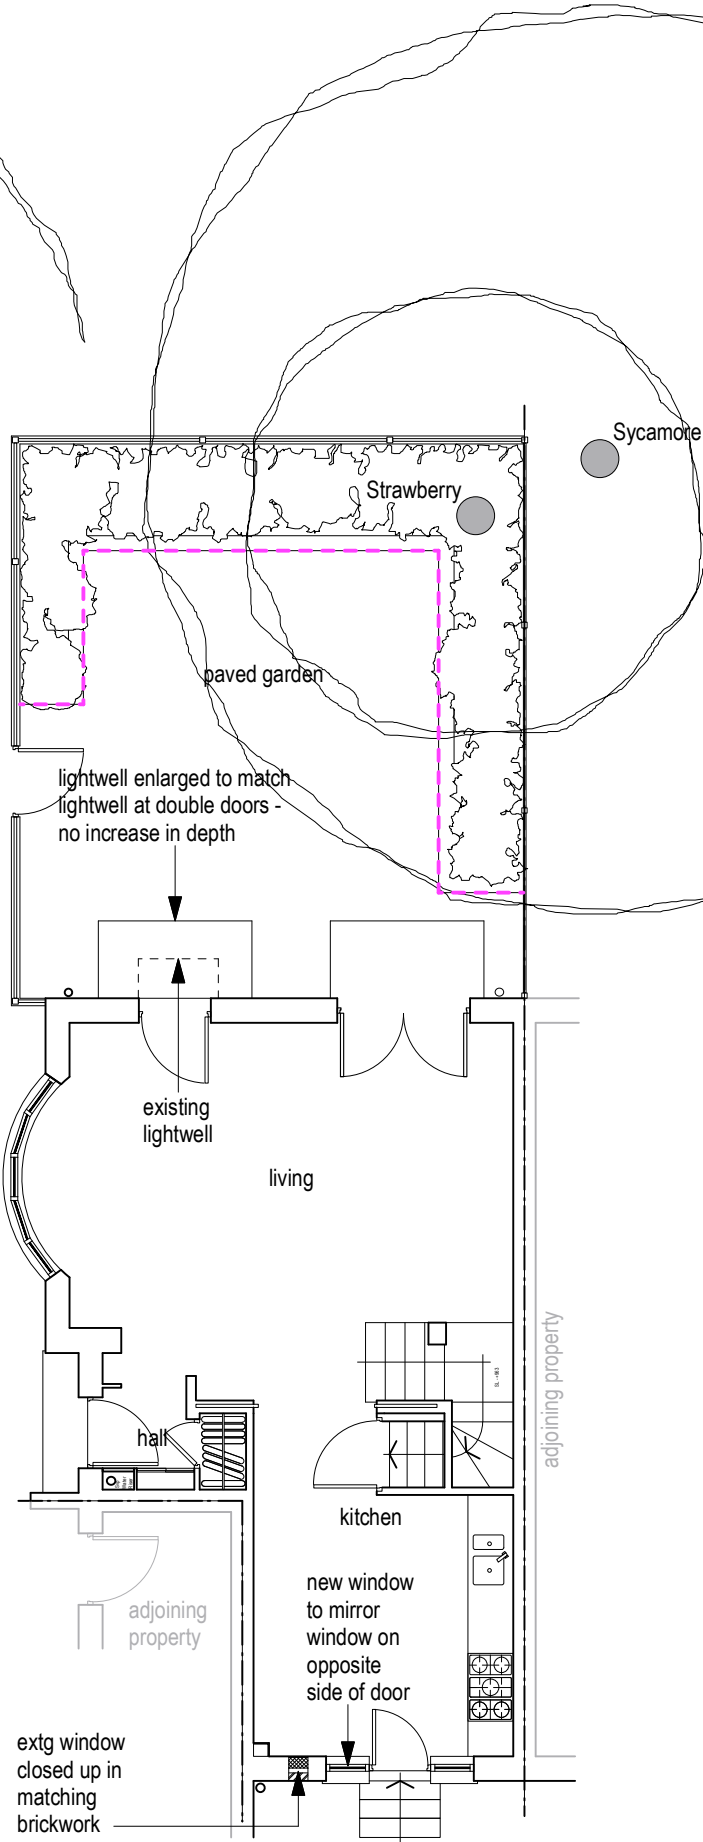 Sycamore
Strawberry
paved garden
lightwell enlarged to match
lightwell at double doors -
no increase in depth
existing
lightwell
living
adjoining property
hall
kitchen
adjoining
property
new window
to mirror
window on
opposite
side of door
extg window
closed up in
matching
brickwork